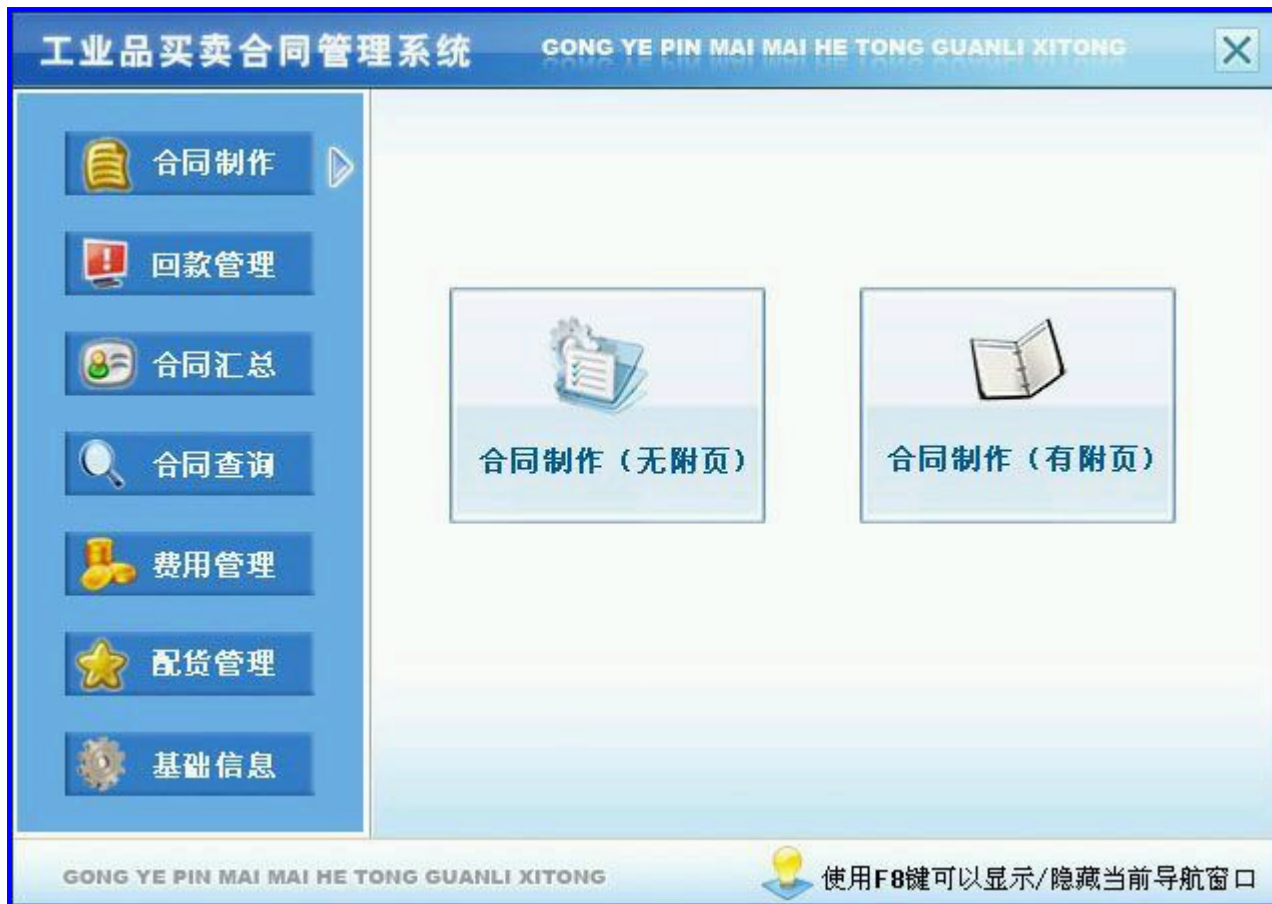 工业品买卖合同管理系统
GONG YE PIN MAI MAI HE TONG GUANLI XITONG
合同制作
回款管理
合同汇总
合同查询
费用管理
配货管理
基础信息
合同制作（无附页）
合同制作（有附页）
GONG YE PIN MAI MAI HE TONG GUANLI XITONG
使用F8键可以显示/隐藏当前导航窗口